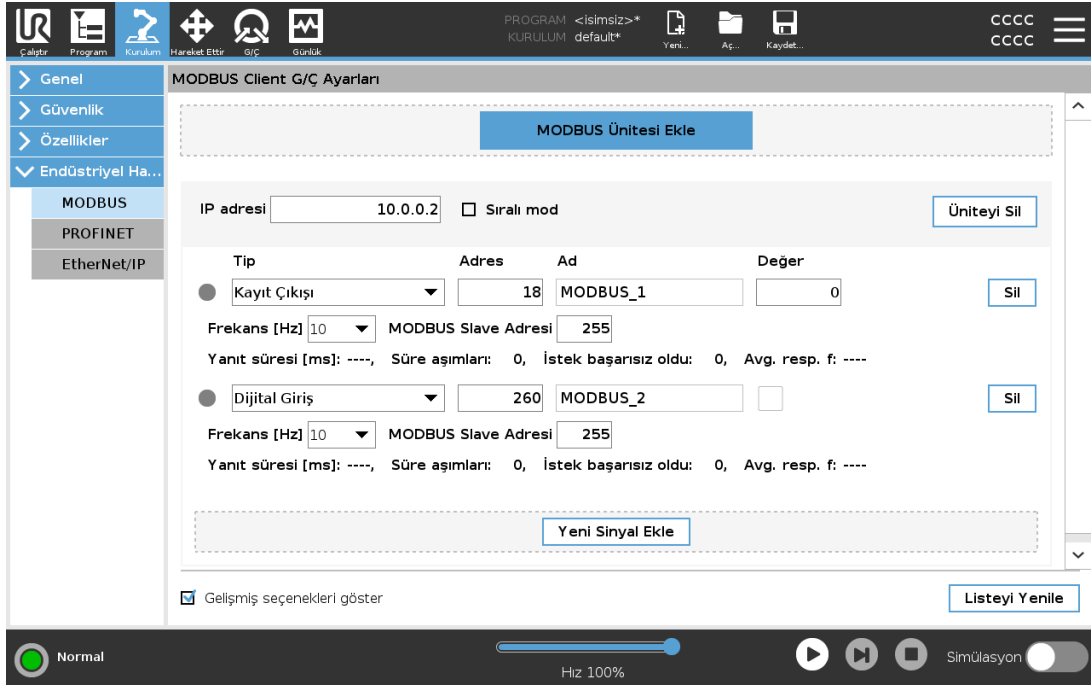 PROGRAM <isimsiz>*
KURULUM default*
CCCC
CCCC
Çalıştır Program Kurulum Hareket Ettir G/Ç Günlük Yeni... Aç... Kaydet...
Genel
Güvenlik
Özellikler
Endüstriyel Ha...
MODBUS
PROFINET
EtherNet/IP
MODBUS Client G/Ç Ayarları
MODBUS Ünitesi Ekle
IP adresi 10.0.0.2 Sıralı mod Üniteyi Sil
Tip Adres Ad Değer
Kayıt Çıkışı 18 MODBUS_1 0 Sil
Frekans [Hz] 10 MODBUS Slave Adresi 255
Yanıt süresi [ms]: ----, Süre aşımları: 0, İstek başarısız oldu: 0, Avg. resp. f: ----
Dijital Giriş 260 MODBUS_2 Sil
Frekans [Hz] 10 MODBUS Slave Adresi 255
Yanıt süresi [ms]: ----, Süre aşımları: 0, İstek başarısız oldu: 0, Avg. resp. f: ----
Yeni Sinyal Ekle
Gelişmiş seçenekleri göster Listeyi Yenile
Normal
Hız 100%
Simülasyon